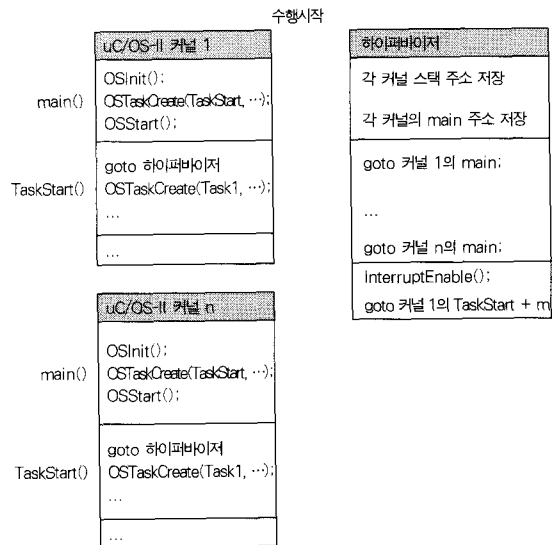 수행시작
uC/OS-II 커널 1
main()
OSInit();
OSTaskCreate(TaskStart, …);
OSStart();
TaskStart()
goto 하이퍼바이저
OSTaskCreate(Task1, …);
…
…
uC/OS-II 커널 n
main()
OSInit();
OSTaskCreate(TaskStart, …);
OSStart();
TaskStart()
goto 하이퍼바이저
OSTaskCreate(Task1, …);
…
…
하이퍼바이저
각 커널 스택 주소 저장
각 커널의 main 주소 저장
goto 커널 1의 main;
…
goto 커널 n의 main;
InterruptEnable();
goto 커널 1의 TaskStart + m